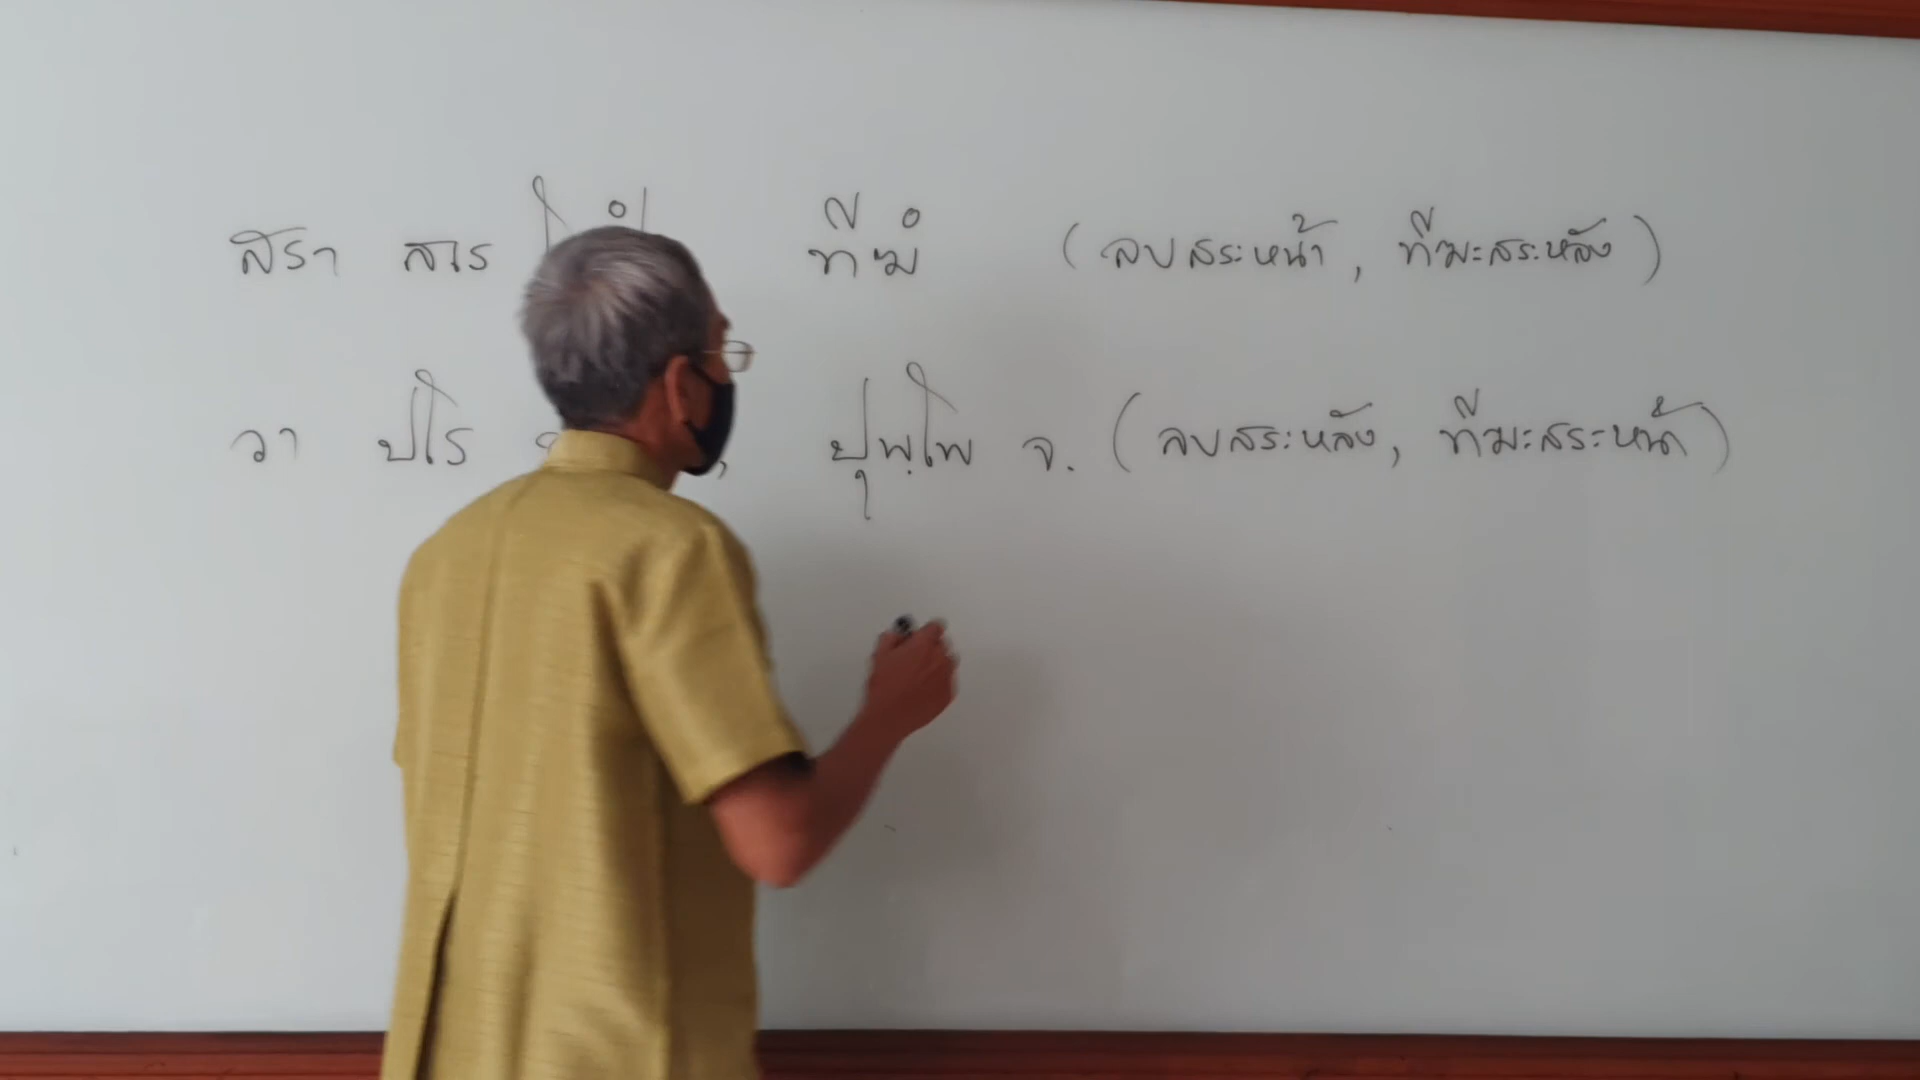 สรา สเร ทีฆํ (ลบสระหน้า, ทีฆะสระหลัง)
วา ปโร , ปุพฺโพ จ. (ลบสระหลัง, ทีฆะสระหน้า)